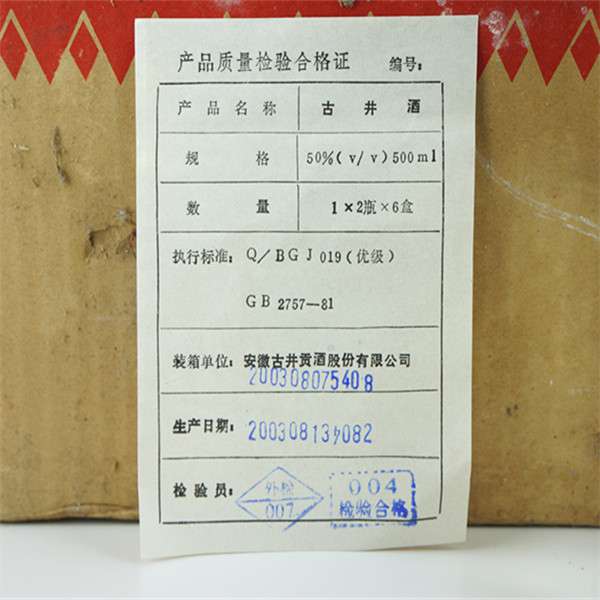 产品质量检验合格证 编号：
产品名称 古井酒
规格 50%(v/v)500ml
数量 1×2瓶×6盒
执行标准：Q/BGJ 019(优级)
GB 2757—81
装箱单位：安徽古井贡酒股份有限公司
200308075408
生产日期：200308134082
检验员：外检 004
007 检验合格